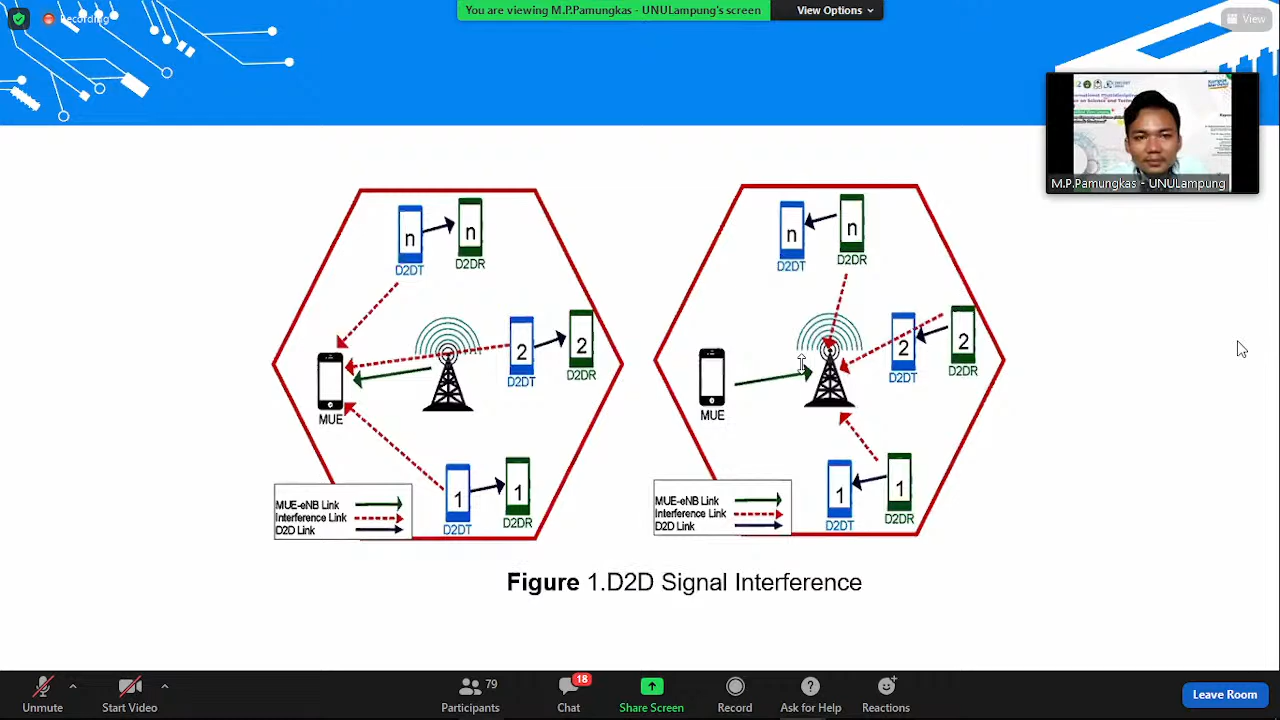 You are viewing M.P.Pamungkas - UNULampung's screen
View Options
Recording
View
M.P.Pamungkas - UNULampung
n
n
D2DT
D2DR
2
2
D2DT
D2DR
MUE
1
1
D2DT
D2DR
MUE-eNB Link
Interference Link
D2D Link
n
n
D2DT
D2DR
2
2
D2DT
D2DR
MUE
1
1
D2DT
D2DR
MUE-eNB Link
Interference Link
D2D Link
Figure 1.D2D Signal Interference
Unmute
Start Video
79
Participants
18
Chat
Share Screen
Record
Ask for Help
Reactions
Leave Room